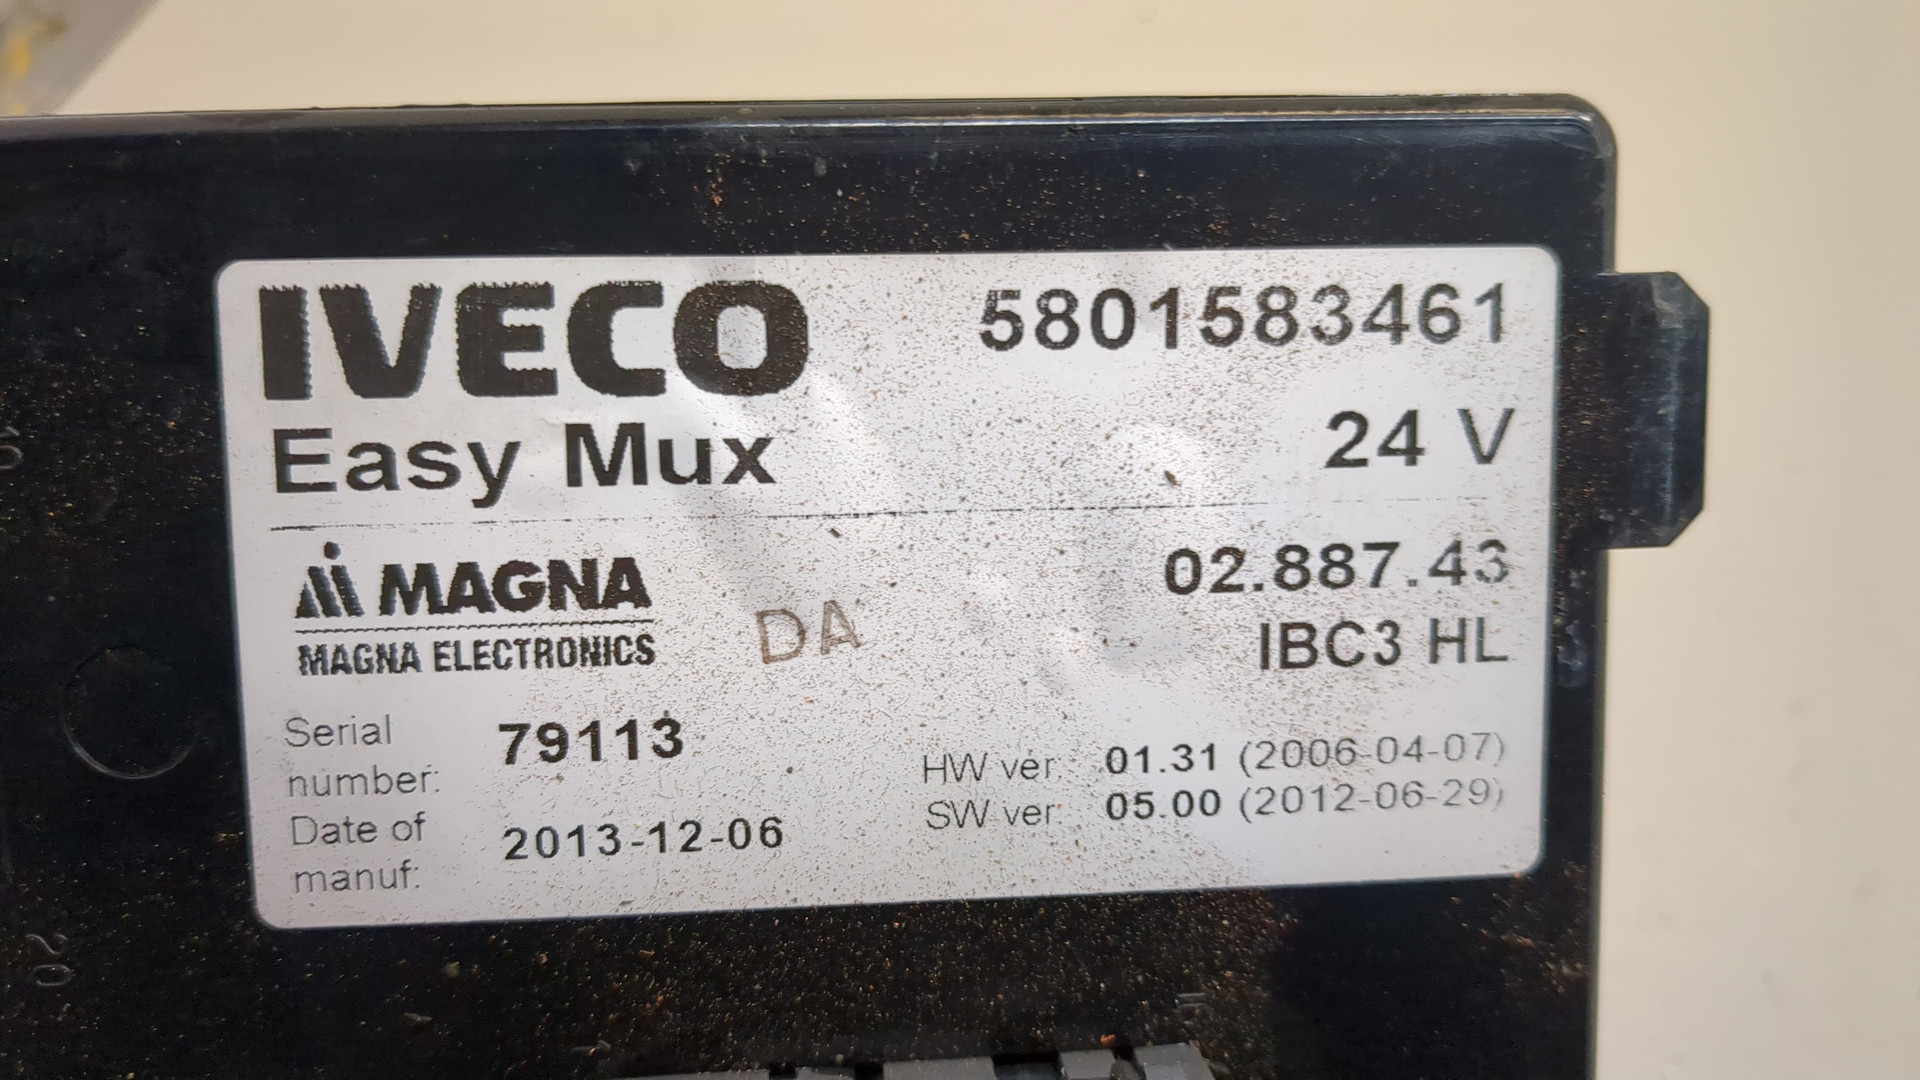 IVECO 5801583461
Easy Mux 24 V
MAGNA 02.887.43
MAGNA ELECTRONICS DA IBC3 HL
Serial number: 79113
HW ver.: 01.31 (2006-04-07)
Date of manuf: 2013-12-06
SW ver.: 05.00 (2012-06-29)
20